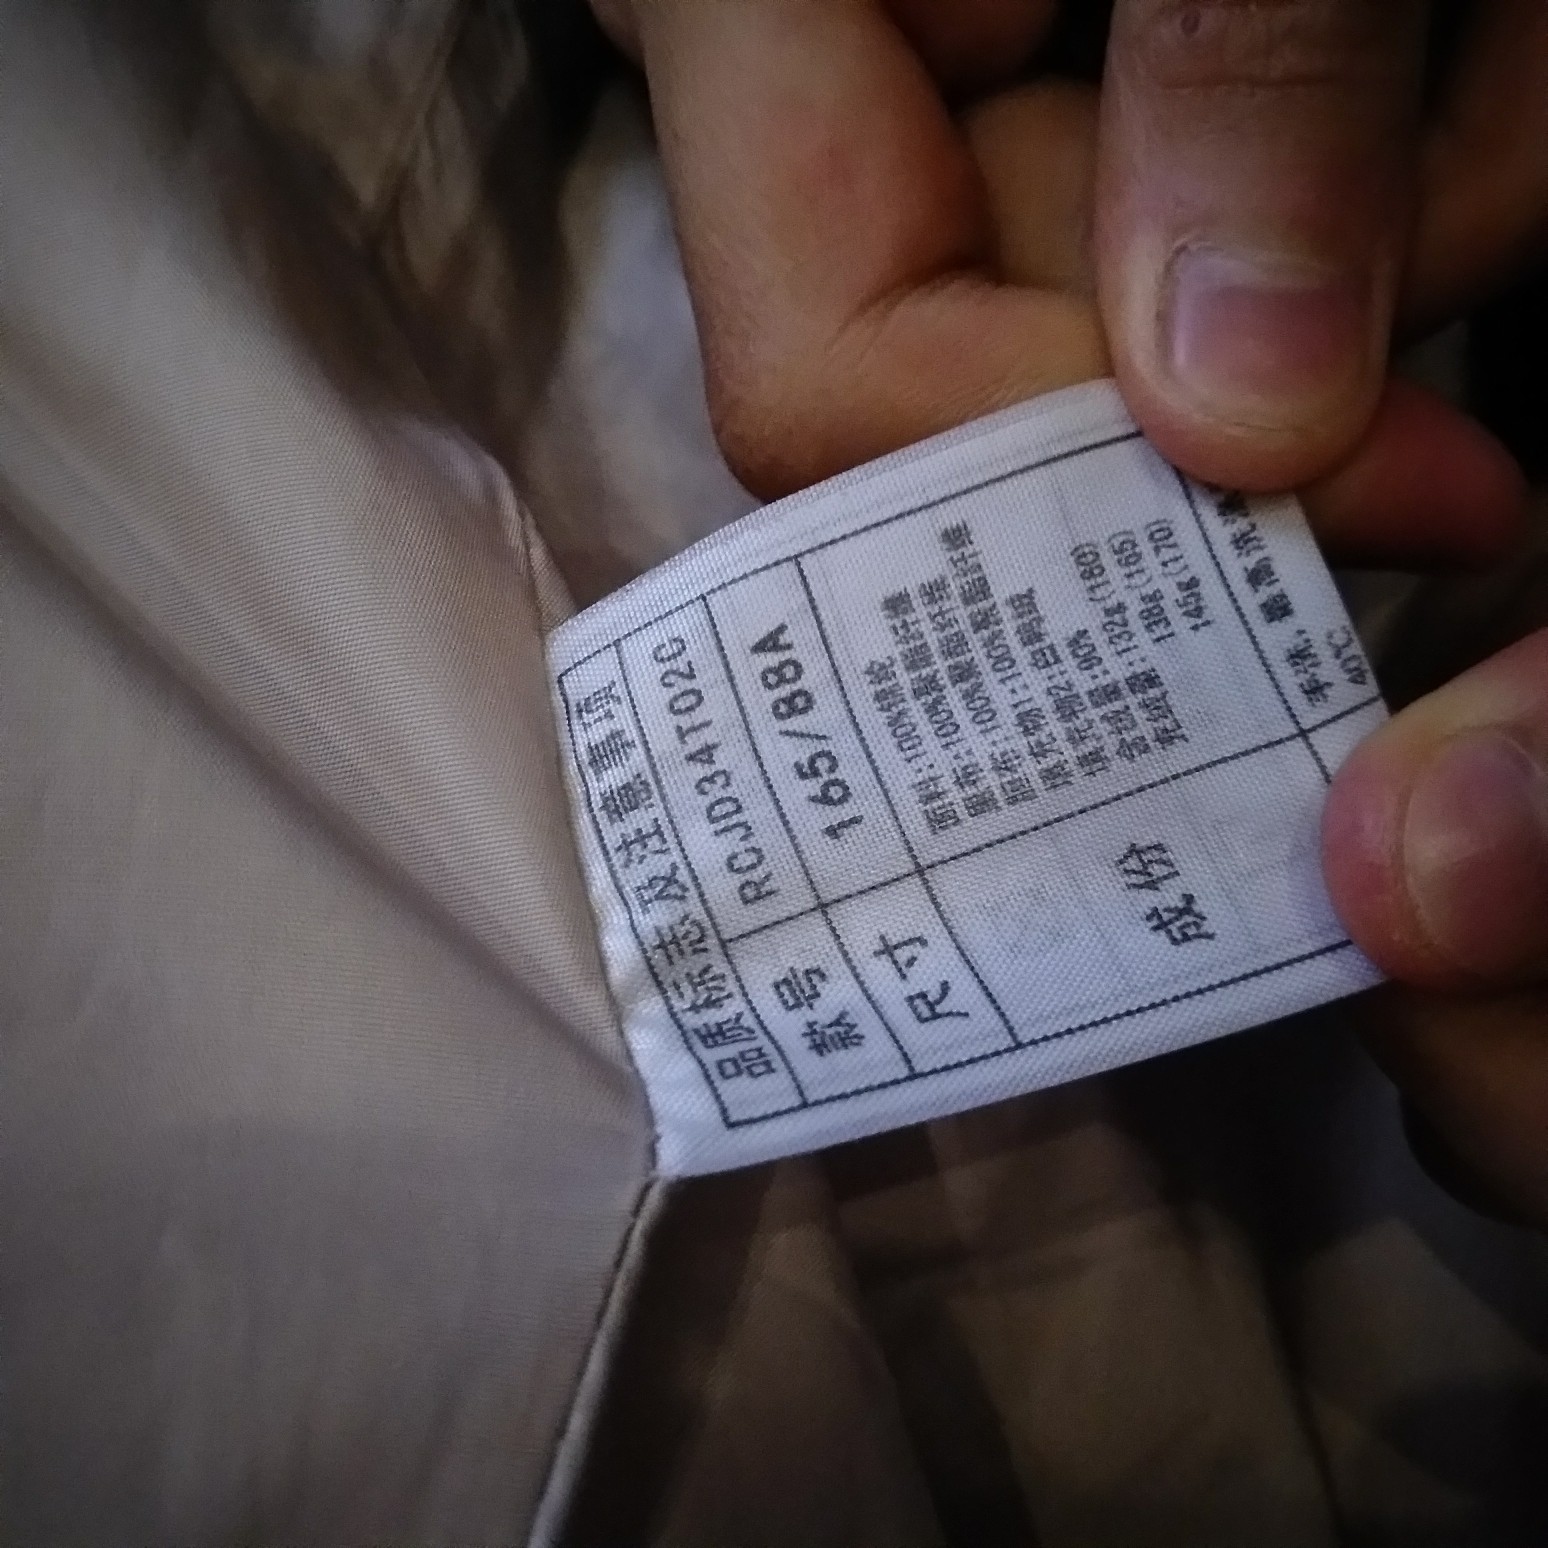 品质标志及注意事项
款号 RCJD34T020
尺寸 165/88A
成份
面料:100%锦纶
里布:100%聚酯纤维
胆布:100%聚酯纤维
填充物1:100%聚酯纤维
填充物2:白鸭绒
含绒量:90%
充绒量:132g(160)
138g(165)
145g(170)
手洗,
40℃